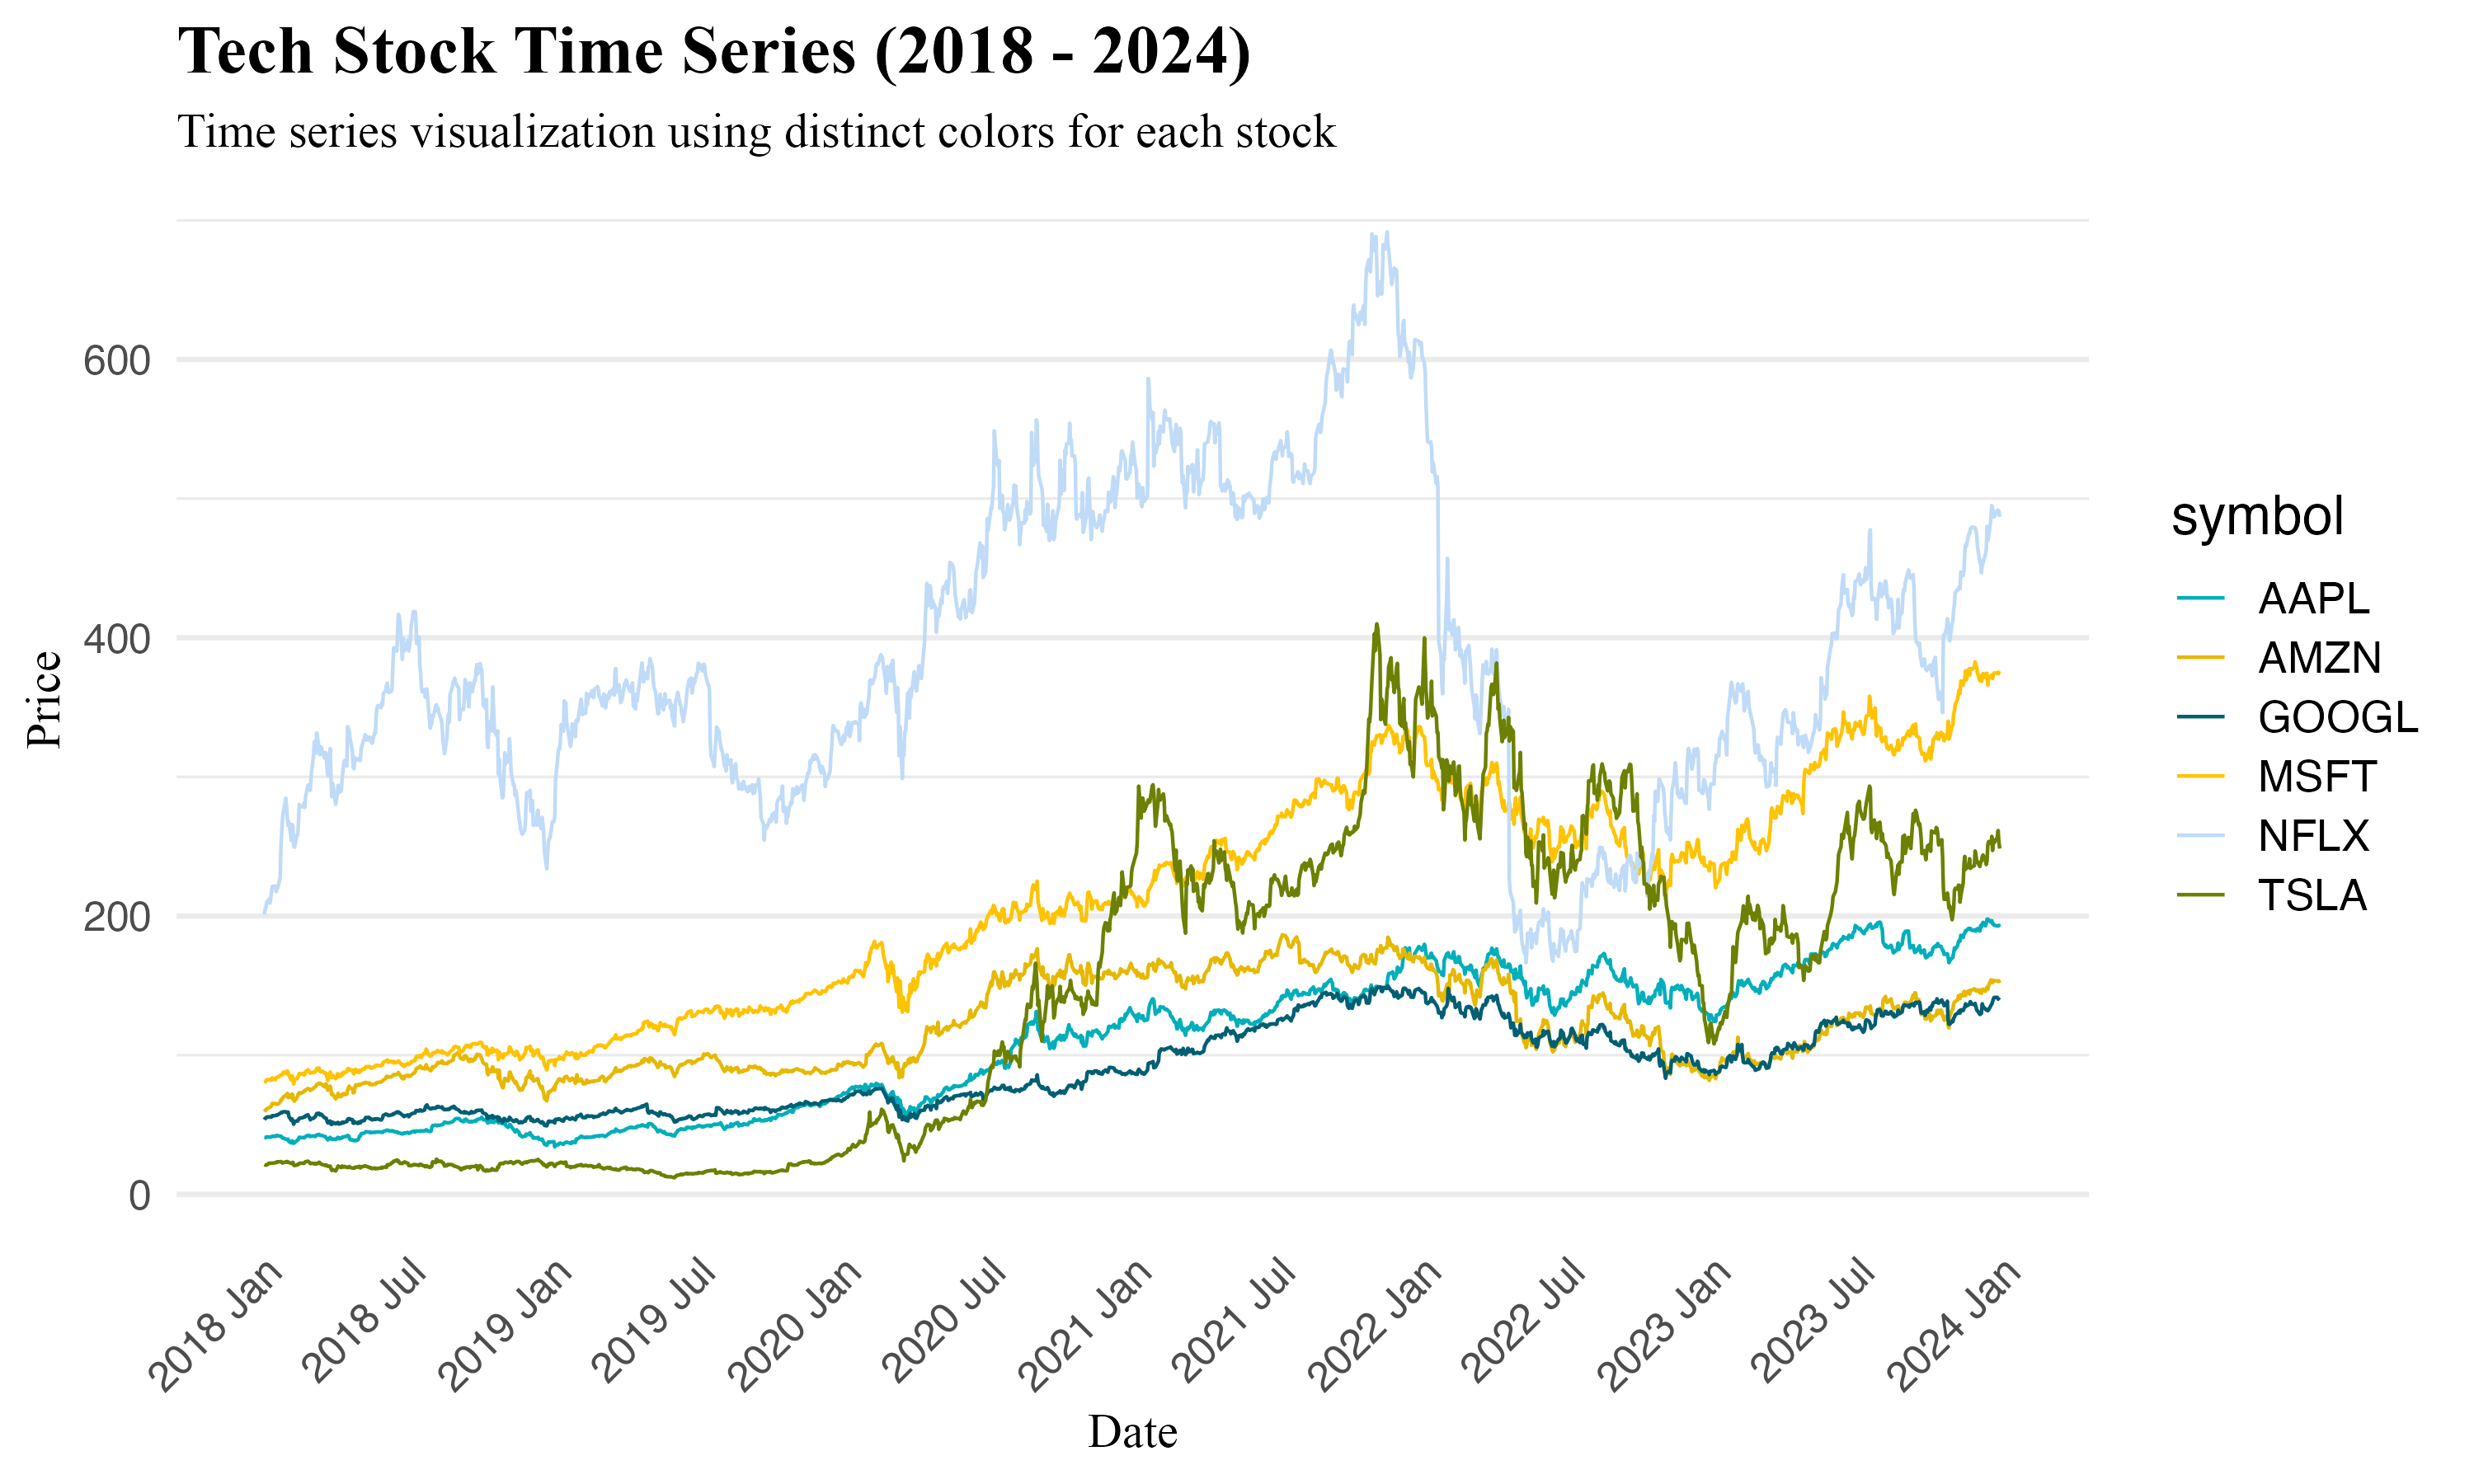 Tech Stock Time Series (2018 - 2024)
Time series visualization using distinct colors for each stock
Price
600
400
200
0
2018 Jan
2018 Jul
2019 Jan
2019 Jul
2020 Jan
2020 Jul
2021 Jan
2021 Jul
2022 Jan
2022 Jul
2023 Jan
2023 Jul
2024 Jan
Date
symbol
AAPL
AMZN
GOOGL
MSFT
NFLX
TSLA